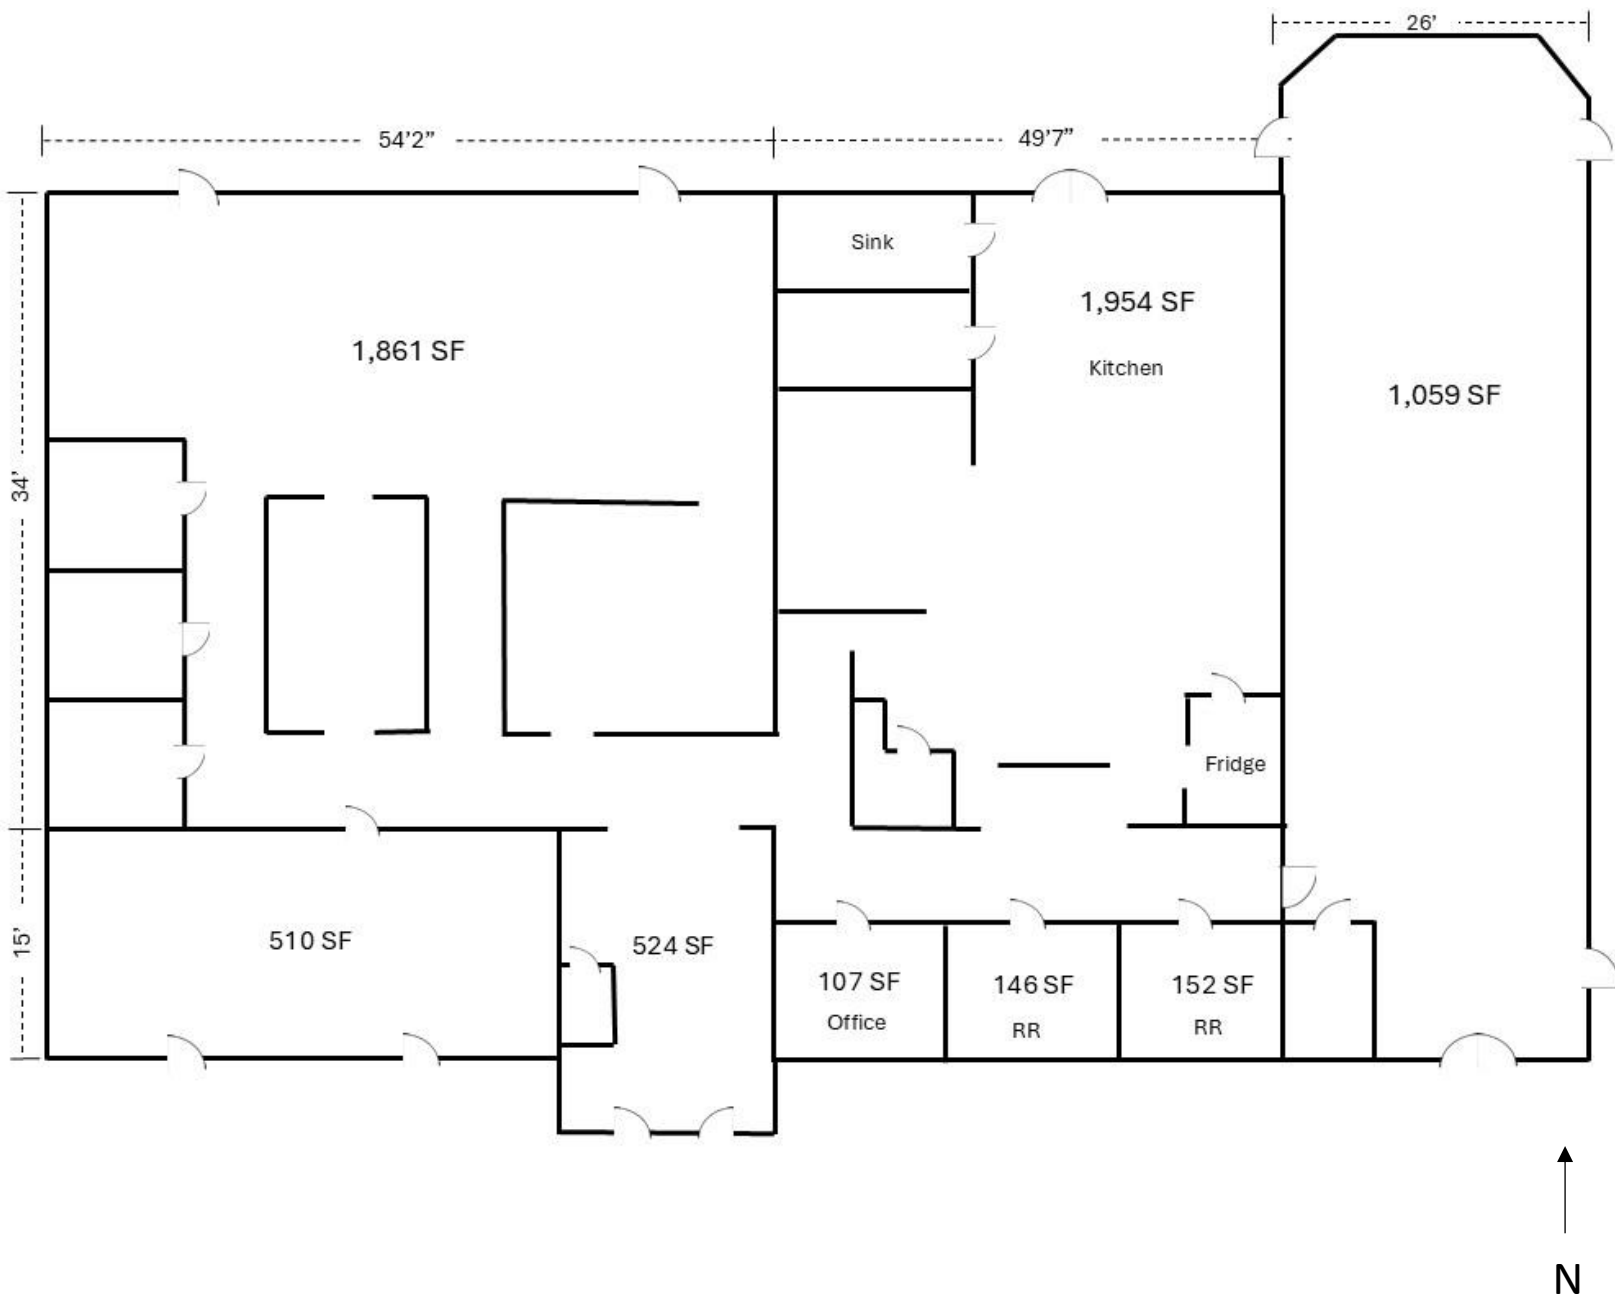 26’
54’2”
49’7”
Sink
1,954 SF
1,861 SF
Kitchen
1,059 SF
34’
Fridge
510 SF
524 SF
15’
107 SF
146 SF
152 SF
Office
RR
RR
N